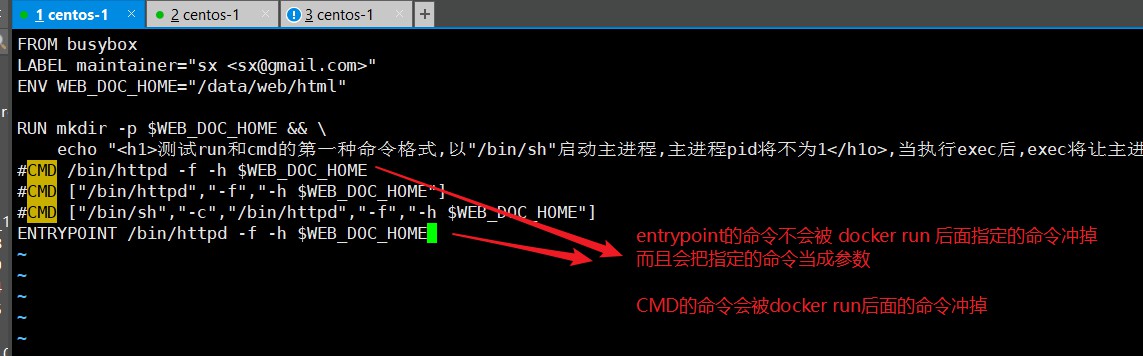 1 centos-1
2 centos-1
3 centos-1
FROM busybox
LABEL maintainer="sx <sx@gmail.com>"
ENV WEB_DOC_HOME="/data/web/html"
RUN mkdir -p $WEB_DOC_HOME && \
echo "<h1>测试run和cmd的第一种命令格式,以"/bin/sh"启动主进程,主进程pid将不为1</h1o>,当执行exec后,exec将让主进
#CMD /bin/httpd -f -h $WEB_DOC_HOME
#CMD ["/bin/httpd","-f","-h $WEB_DOC_HOME"]
#CMD ["/bin/sh","-c","/bin/httpd","-f","-h $WEB_DOC_HOME"]
ENTRYPOINT /bin/httpd -f -h $WEB_DOC_HOME
~
~
~
~
~
entrypoint的命令不会被 docker run 后面指定的命令冲掉
而且会把指定的命令当成参数
CMD的命令会被docker run后面的命令冲掉